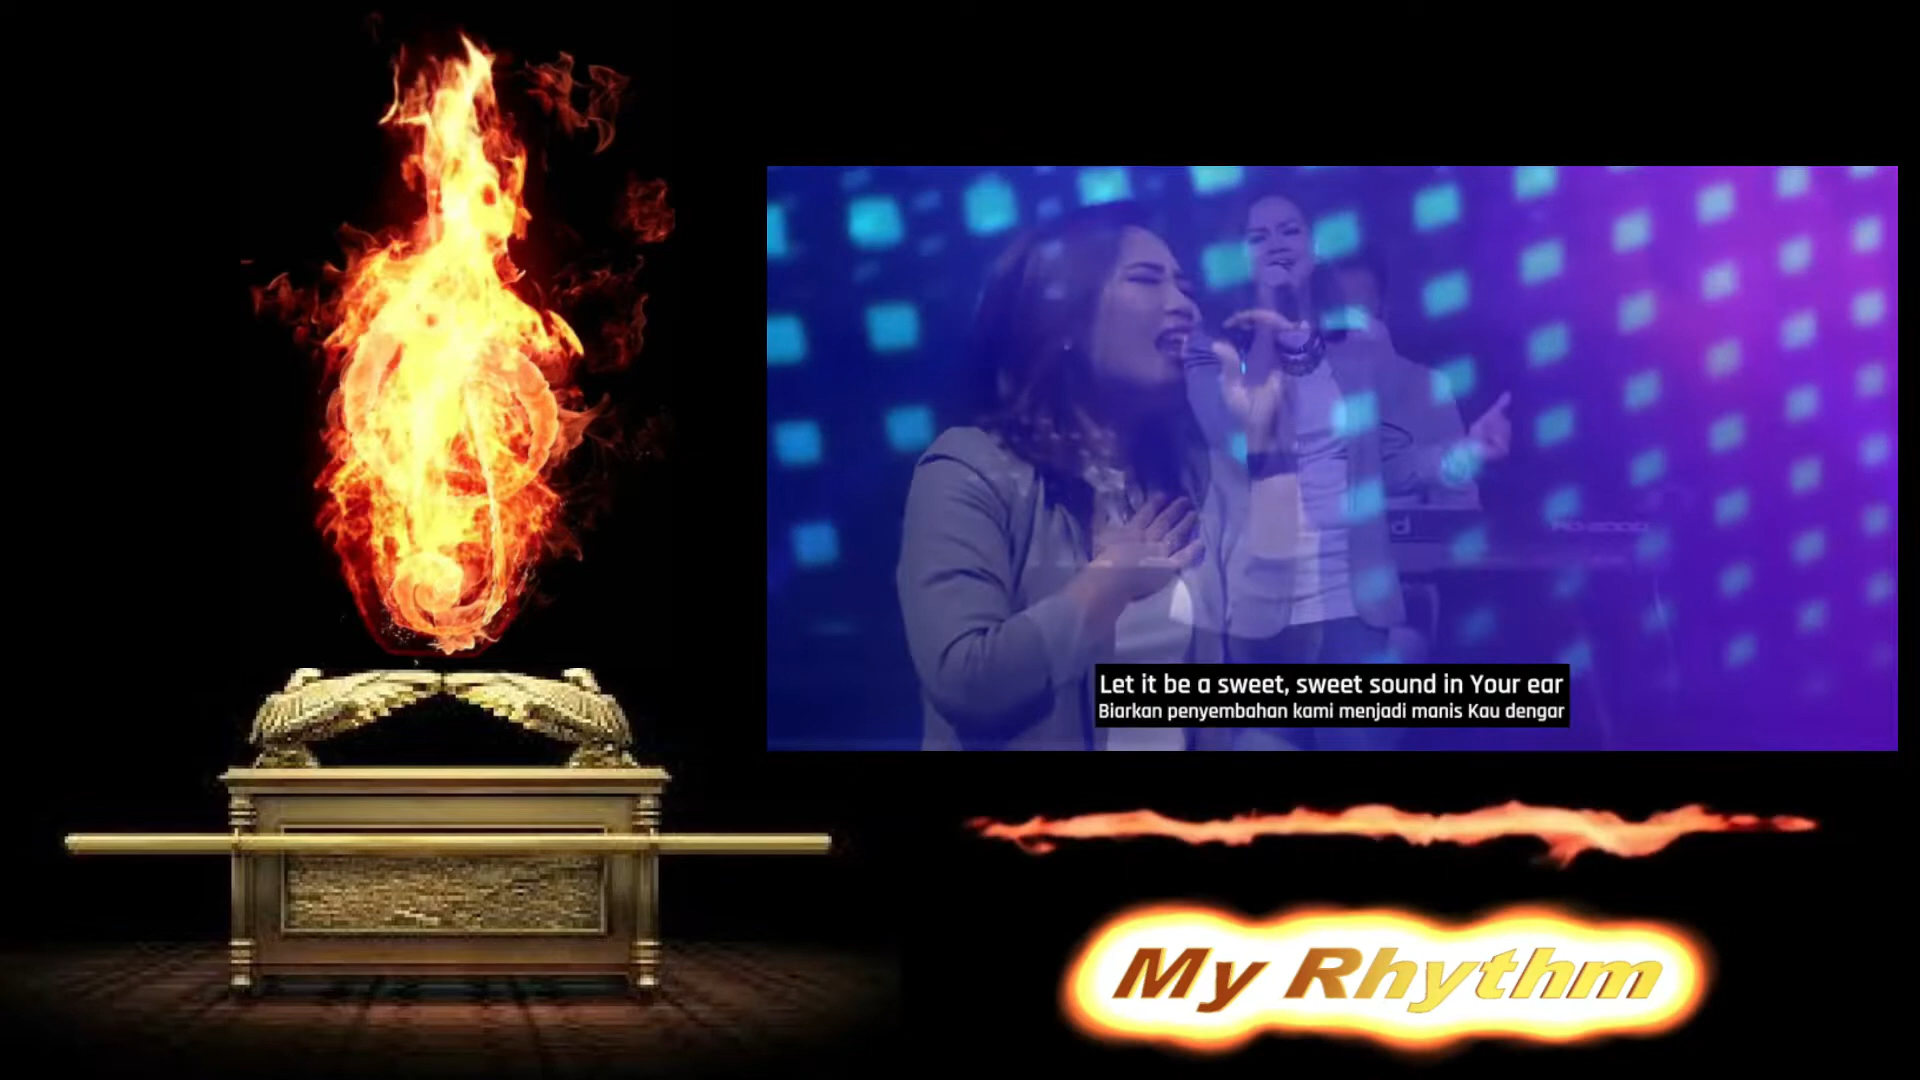 Let it be a sweet, sweet sound in Your ear
Biarkan penyembahan kami menjadi manis Kau dengar
My Rhythm